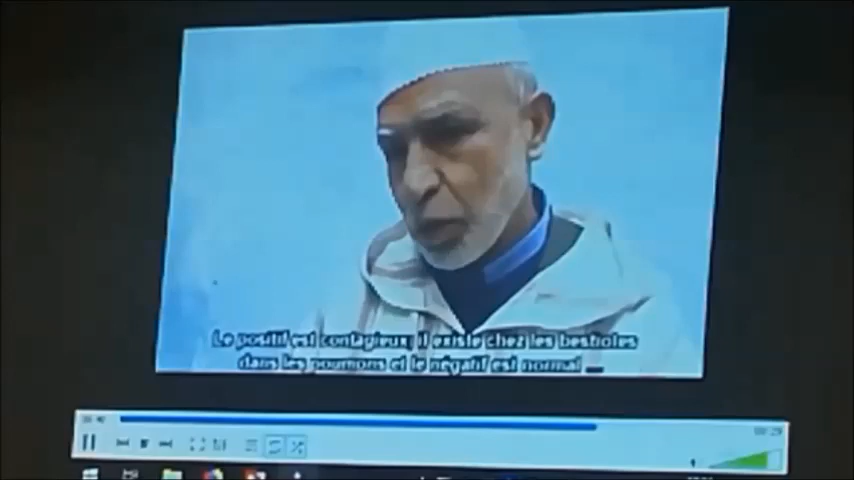 Le positif est contagieux, il existe chez les bestioles
dans les poumons et le négatif est normal ...